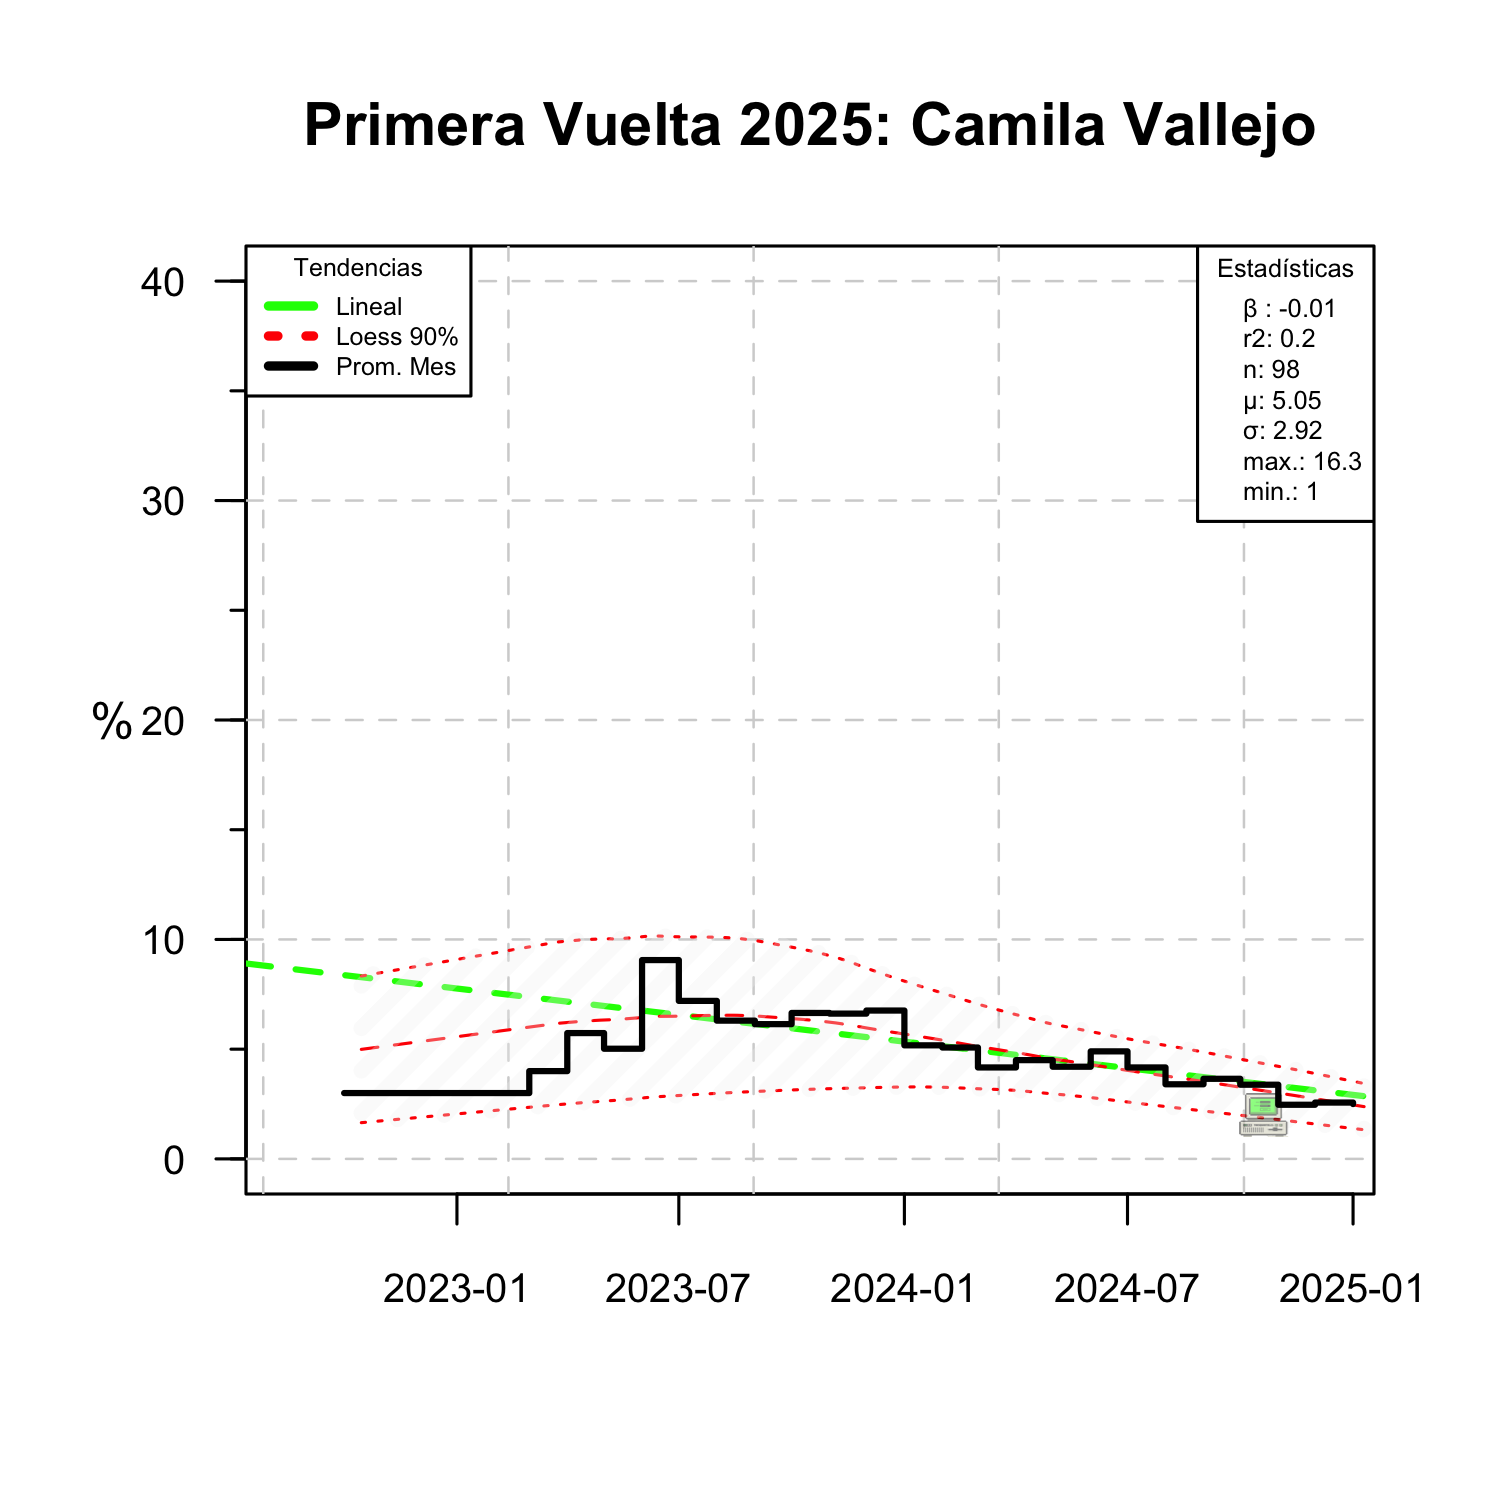 Primera Vuelta 2025: Camila Vallejo
Tendencias
Lineal
Loess 90%
Prom. Mes
Estadísticas
β : -0.01
r2: 0.2
n: 98
μ: 5.05
σ: 2.92
max.: 16.3
min.: 1
40
30
% 20
10
0
2023-01 2023-07 2024-01 2024-07 2025-01